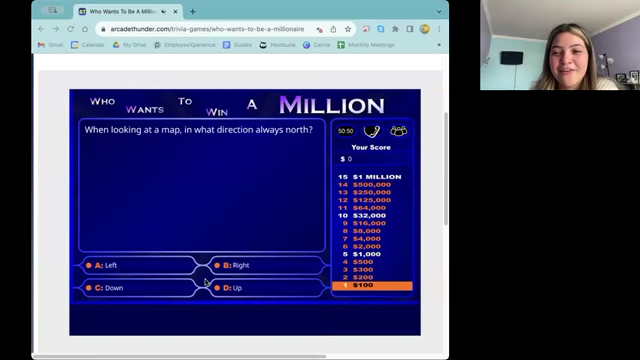 Who Wants To Be A Million
arcadethunder.com/trivia-games/who-wants-to-be-a-millionaire
Gmail YouTube Maps Calendar My Drive EmployeeXperience Guides Hootsuite Canva Monthly Meetings
WHO WANTS TO WIN A MILLION
When looking at a map, in what direction always north?
50:50
Your Score
$ 0
15 $1 MILLION
14 $500,000
13 $250,000
12 $125,000
11 $64,000
10 $32,000
9 $16,000
8 $8,000
7 $4,000
6 $2,000
5 $1,000
4 $500
3 $300
2 $200
1 $100
A: Left
B: Right
C: Down
D: Up